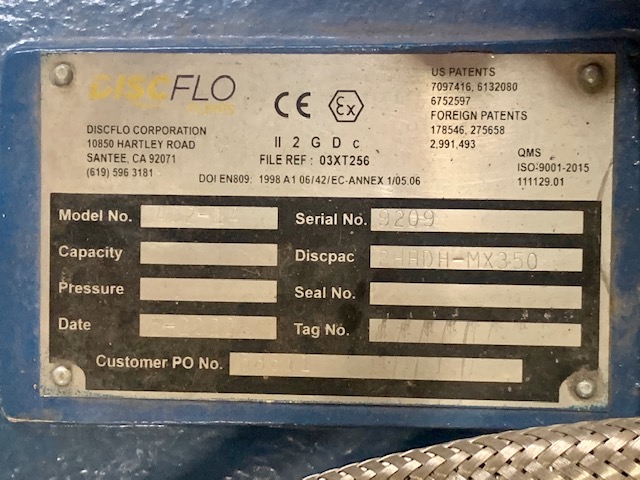 DISCFLO
PUMPS
DISCFLO CORPORATION
10850 HARTLEY ROAD
SANTEE, CA 92071
(619) 596 3181
CE Ex
II 2 G D c
FILE REF : 03XT256
DOI EN809: 1998 A1 06/42/EC-ANNEX 1/05.06
US PATENTS
7097416, 6132080
6752597
FOREIGN PATENTS
178546, 275658
2,991,493
QMS
ISO-9001-2015
111129.01
Model No.
Serial No. 9209
Capacity
Discpac
Pressure
Seal No.
Date
Tag No.
Customer PO No.